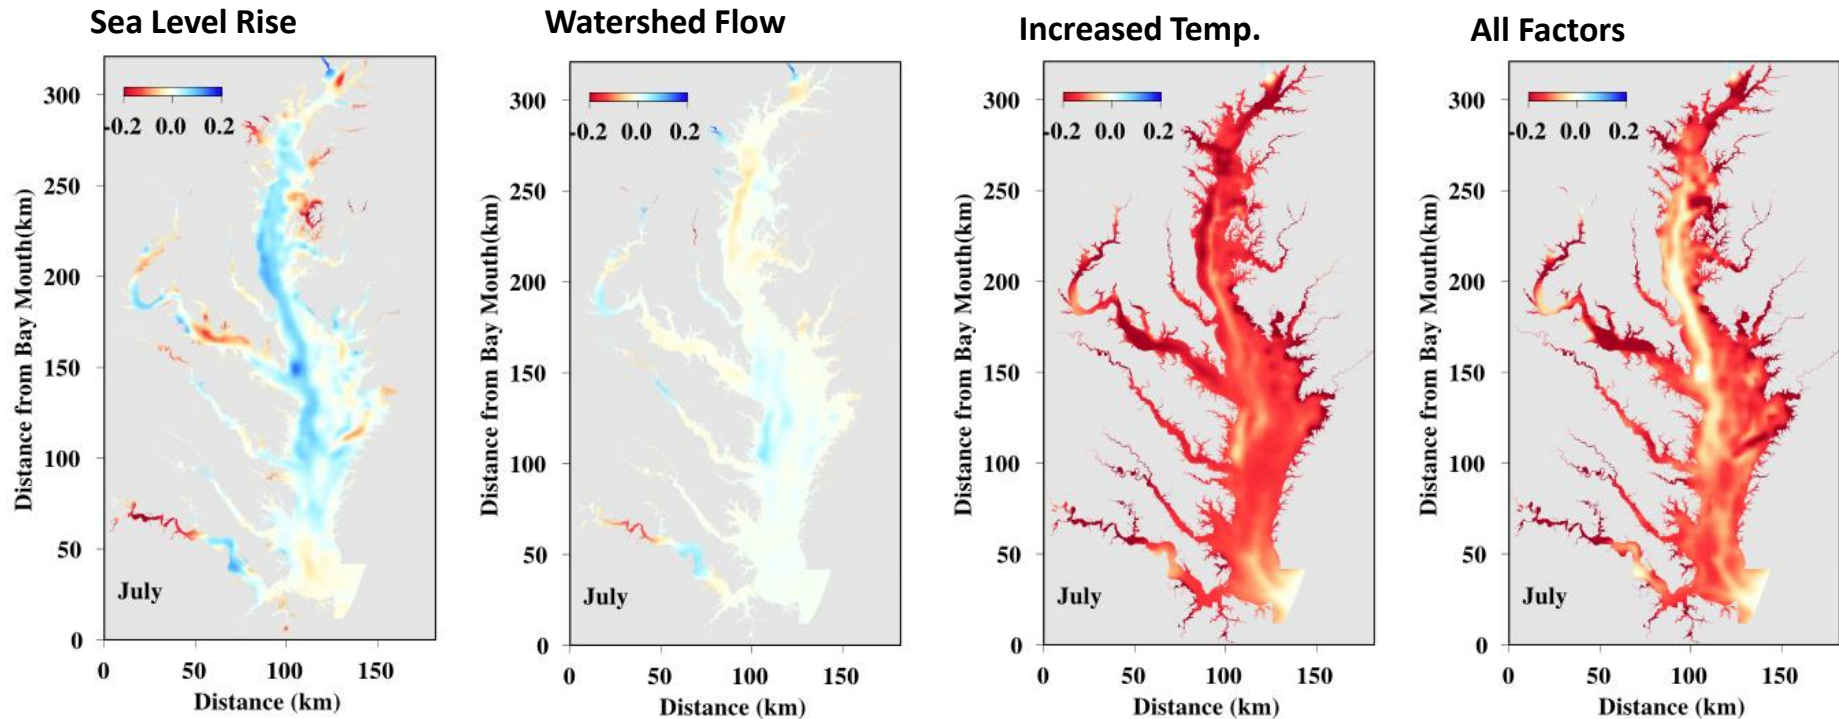 Sea Level Rise
Watershed Flow
Increased Temp.
All Factors
Distance from Bay Mouth(km)
300
250
200
150
100
50
0
-0.2 0.0 0.2
July
0 50 100 150
Distance (km)
Distance from Bay Mouth(km)
300
250
200
150
100
50
0
-0.2 0.0 0.2
July
0 50 100 150
Distance (km)
Distance from Bay Mouth(km)
300
250
200
150
100
50
0
-0.2 0.0 0.2
July
0 50 100 150
Distance (km)
Distance from Bay Mouth(km)
300
250
200
150
100
50
0
-0.2 0.0 0.2
July
0 50 100 150
Distance (km)